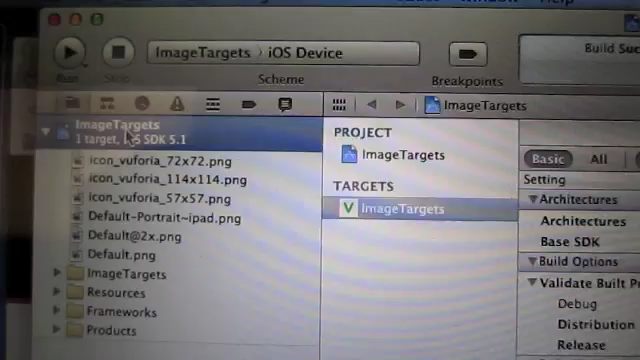 Window Help
ImageTargets › iOS Device
Build Suc
Run
Stop
Scheme
Breakpoints
ImageTargets
1 target, iOS SDK 5.1
icon_vuforia_72x72.png
icon_vuforia_114x114.png
icon_vuforia_57x57.png
Default-Portrait~ipad.png
Default@2x.png
Default.png
ImageTargets
Resources
Frameworks
Products
ImageTargets
PROJECT
ImageTargets
TARGETS
V ImageTargets
Basic All
Setting
Architectures
Architectures
Base SDK
Build Options
Validate Built P
Debug
Distribution
Release